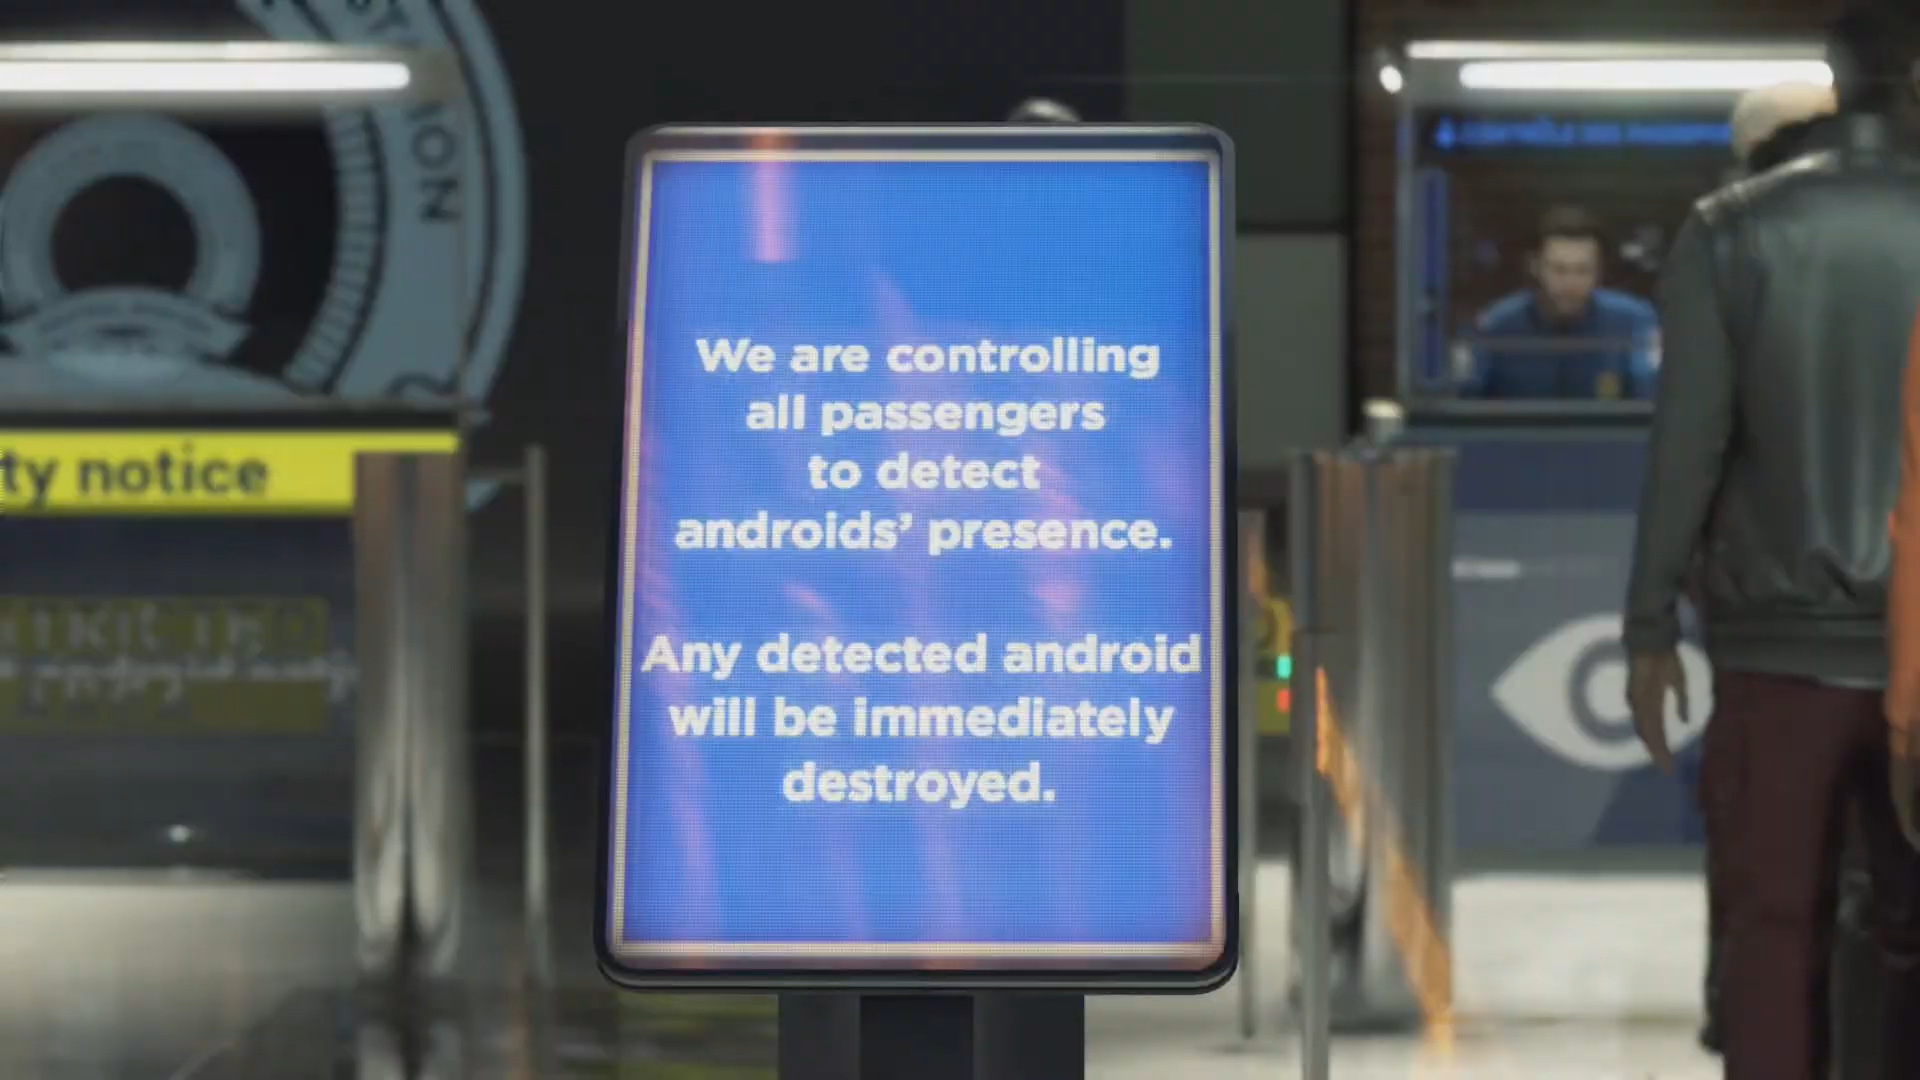 ION
ty notice
We are controlling
all passengers
to detect
androids’ presence.
Any detected android
will be immediately
destroyed.